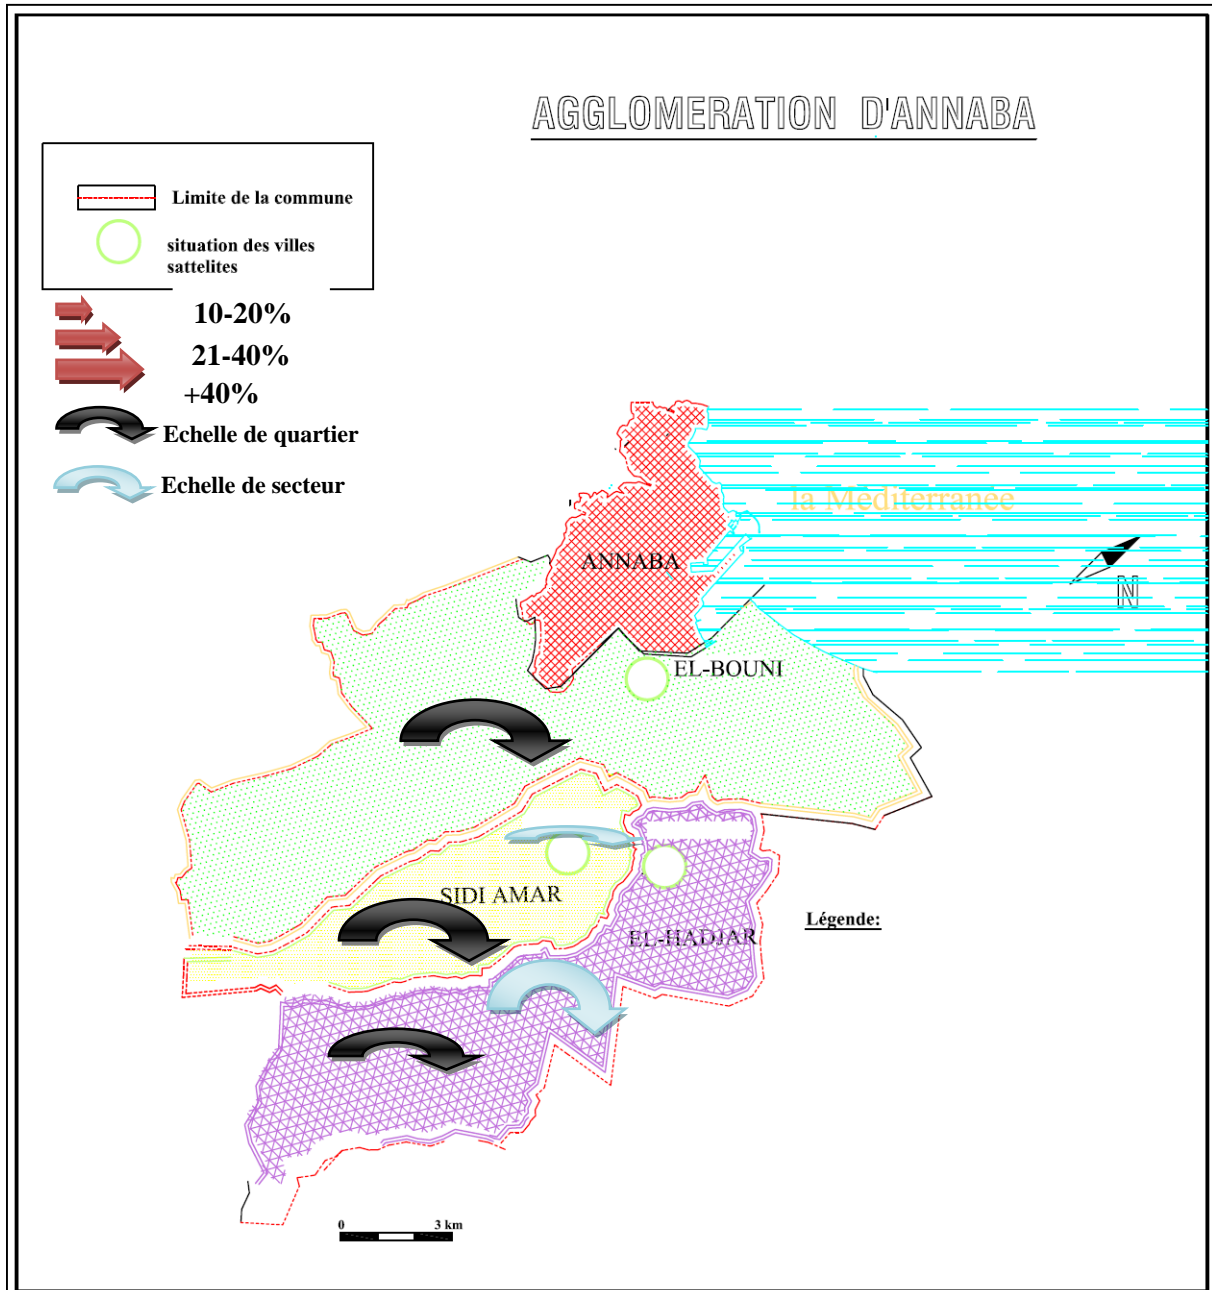 AGGLOMERATION D'ANNABA
Limite de la commune
situation des villes
sattelites
10-20%
21-40%
+40%
Echelle de quartier
Echelle de secteur
la Méditerranée
ANNABA
N
EL-BOUNI
SIDI AMAR
Légende:
EL-HADJAR
0 3 km